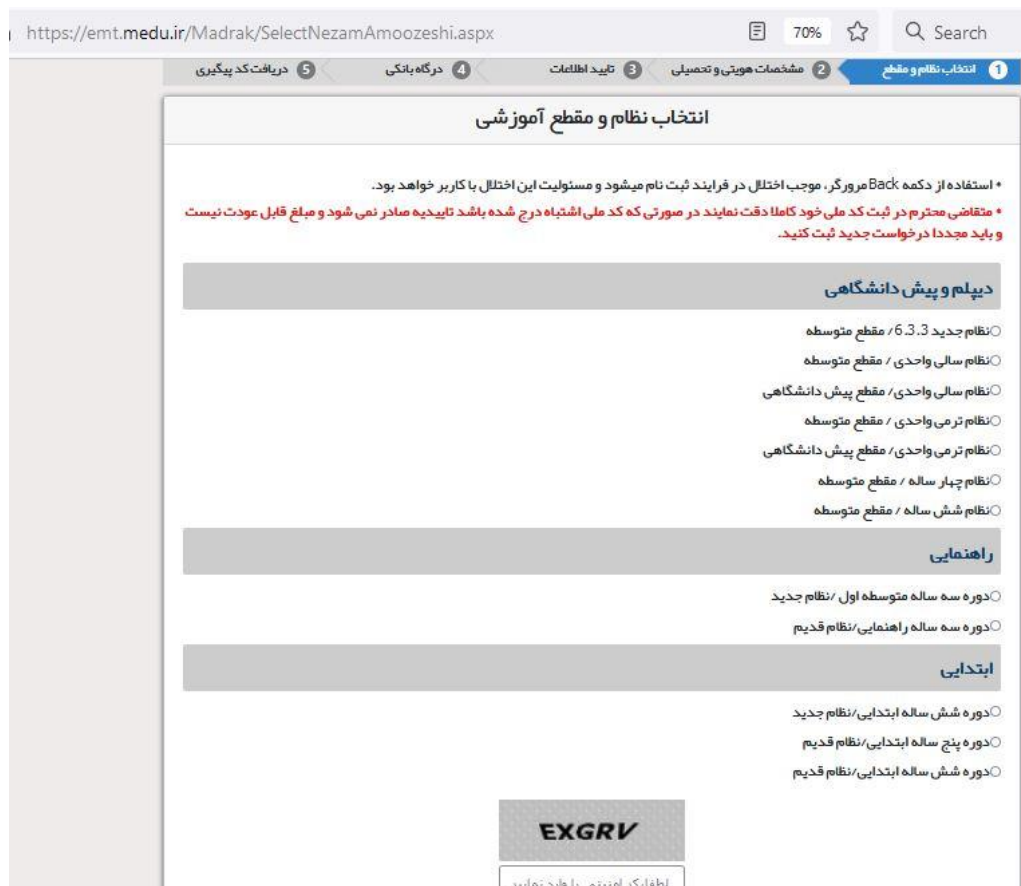 https://emt.medu.ir/Madrak/SelectNezamAmoozeshi.aspx 70% Search
1 انتخاب نظام و مقطع 2 مشخصات هویتی و تحصیلی 3 تایید اطلاعات 4 درگاه بانکی 5 دریافت کد پیگیری
انتخاب نظام و مقطع آموزشی
• استفاده از دکمه Back مرورگر، موجب اختلال در فرایند ثبت نام میشود و مسئولیت این اختلال با کاربر خواهد بود.
• متقاضی محترم در ثبت کد ملی خود کاملا دقت نمایند در صورتی که کد ملی اشتباه درج شده باشد تاییدیه صادر نمی شود و مبلغ قابل عودت نیست
و باید مجددا درخواست جدید ثبت کنید.
دیپلم و پیش دانشگاهی
نظام جدید 6.3.3/ مقطع متوسطه
نظام سالی واحدی / مقطع متوسطه
نظام سالی واحدی/ مقطع پیش دانشگاهی
نظام ترمی واحدی / مقطع متوسطه
نظام ترمی واحدی/ مقطع پیش دانشگاهی
نظام چهار ساله / مقطع متوسطه
نظام شش ساله / مقطع متوسطه
راهنمایی
دوره سه ساله متوسطه اول /نظام جدید
دوره سه ساله راهنمایی/نظام قدیم
ابتدایی
دوره شش ساله ابتدایی/نظام جدید
دوره پنج ساله ابتدایی/نظام قدیم
دوره شش ساله ابتدایی/نظام قدیم
EXGRV
لطفا کد امنیتی را وارد نمایید